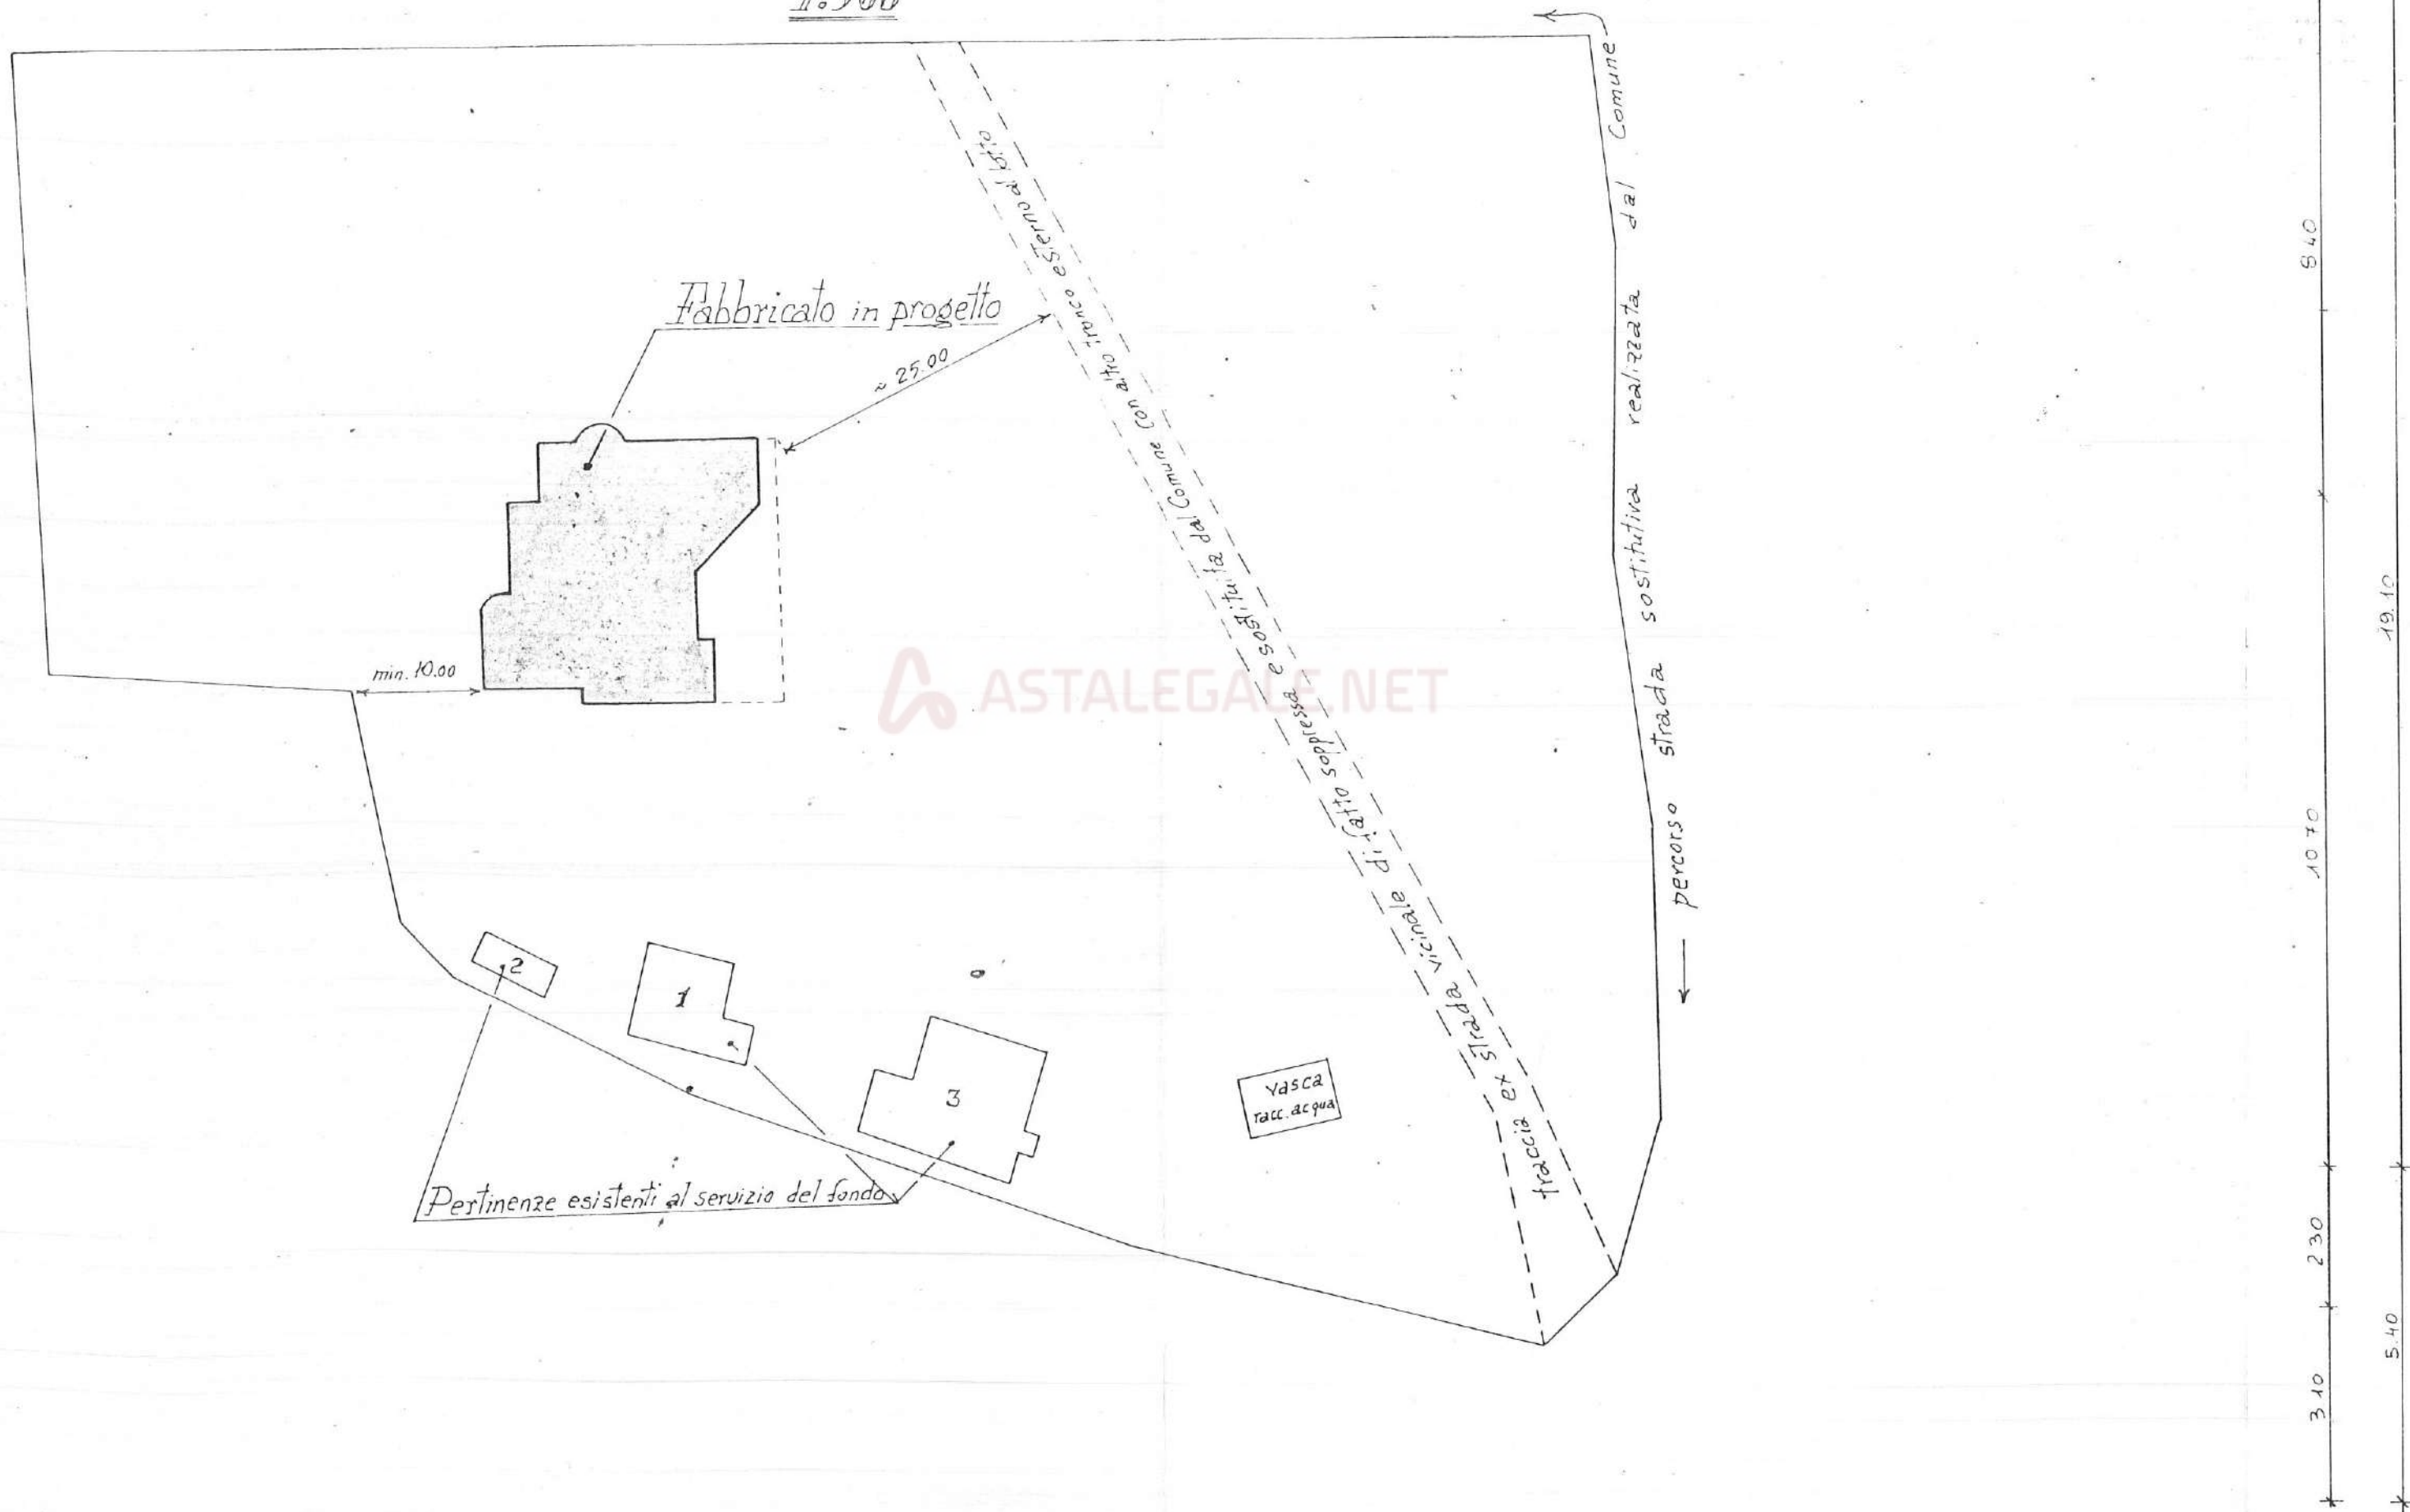 1:500
Fabbricato in progetto
~ 25.00
min. 10.00
traccia ex strada vicinale di fatto soppressa e sostituita dal Comune con altro tronco esterno al lotto
percorso strada sostitutiva realizzata dal Comune
ASTALEGALE.NET
2
1
3
vasca
racc. acqua
Pertinenze esistenti al servizio del fondo
8 40
19.10
10 70
2 30
5.40
3 10